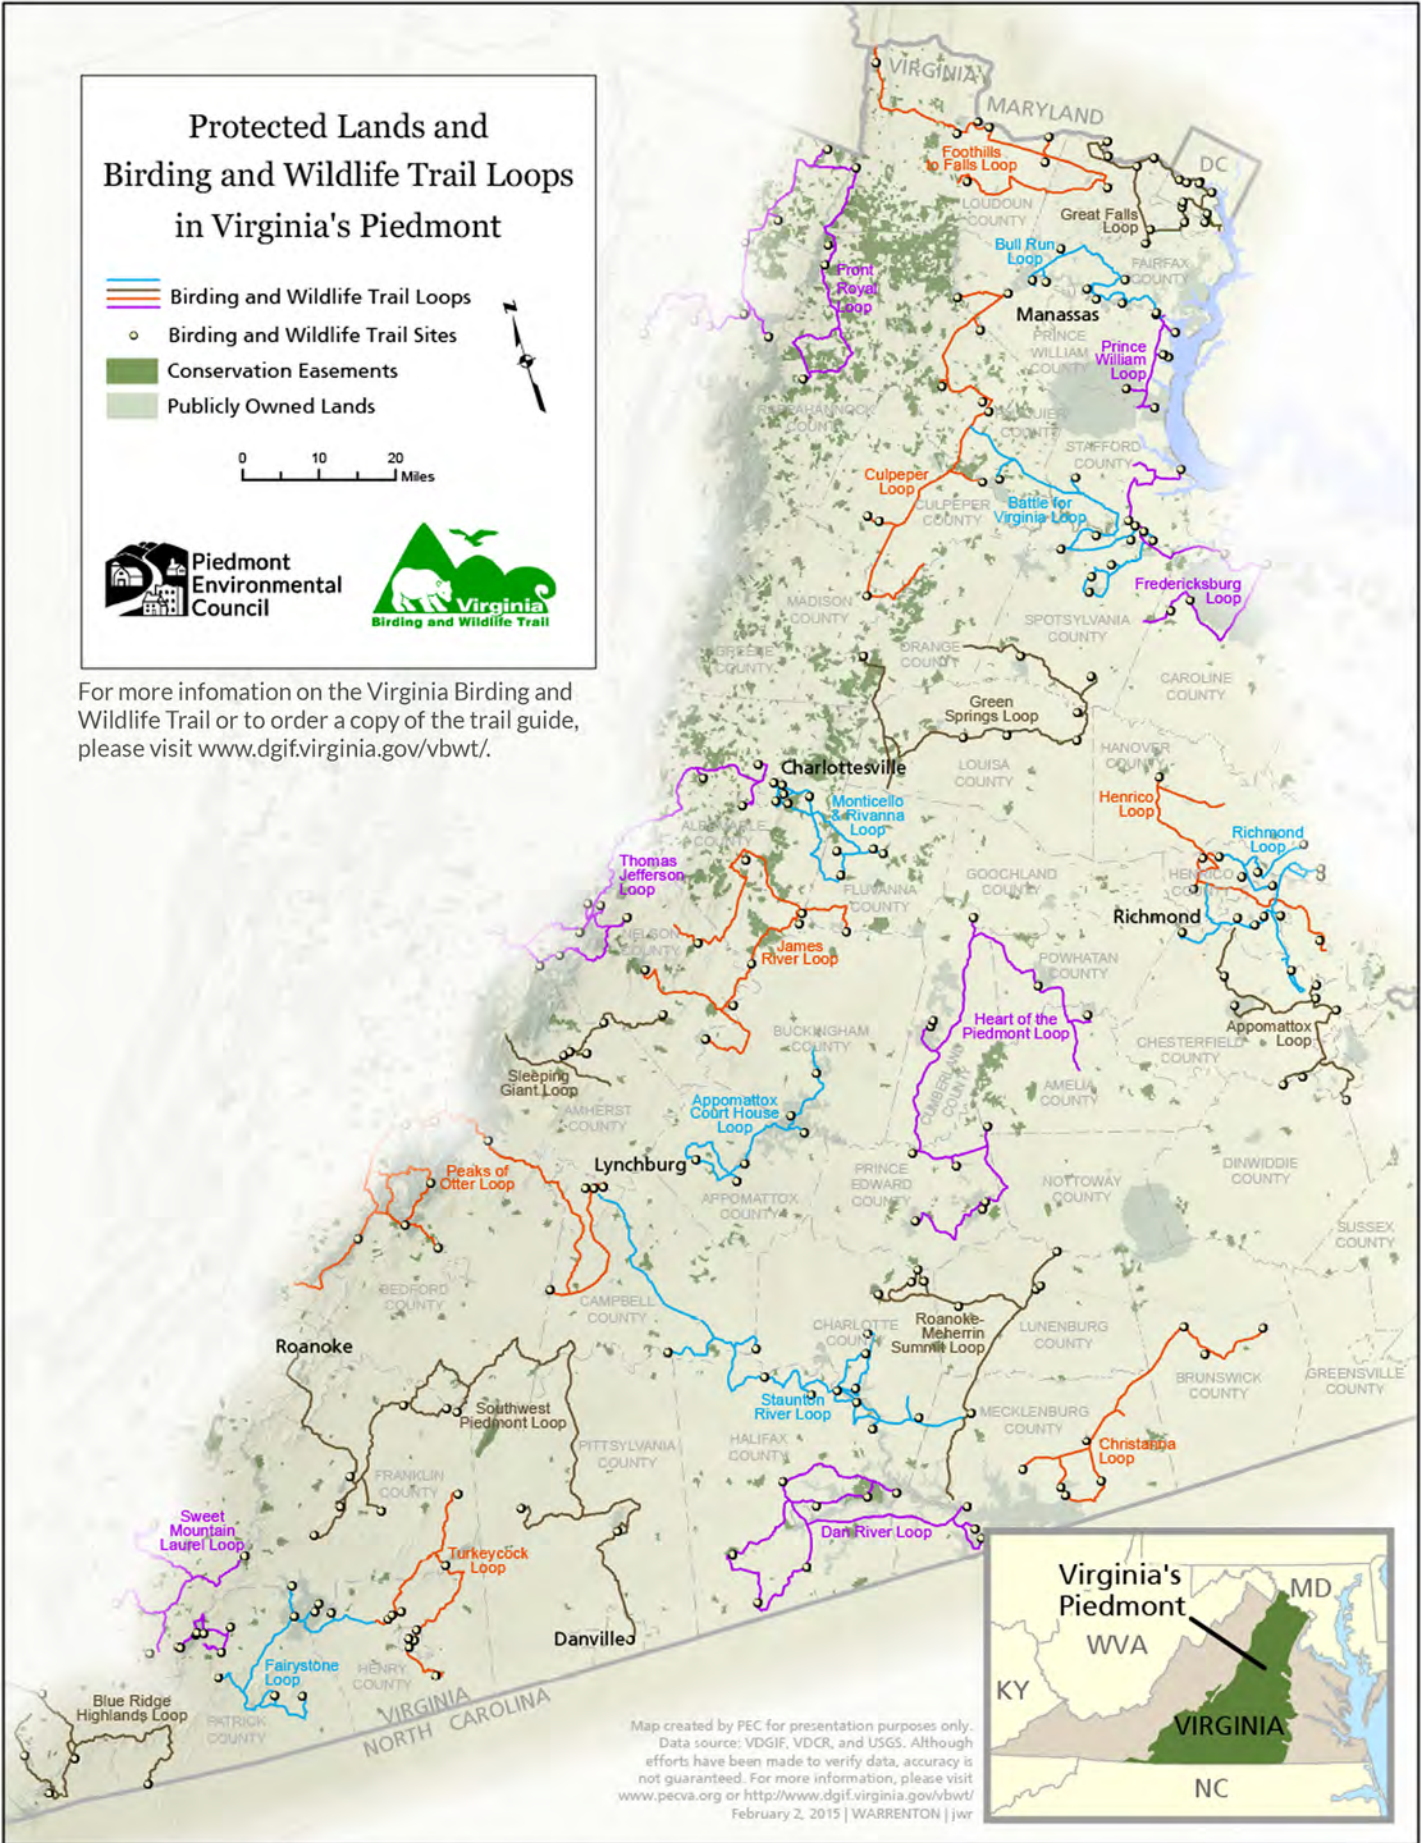 Protected Lands and
Birding and Wildlife Trail Loops
in Virginia's Piedmont
Birding and Wildlife Trail Loops
Birding and Wildlife Trail Sites
Conservation Easements
Publicly Owned Lands
N
0 10 20
Miles
Piedmont
Environmental
Council
Virginia
Birding and Wildlife Trail
For more infomation on the Virginia Birding and
Wildlife Trail or to order a copy of the trail guide,
please visit www.dgif.virginia.gov/vbwt/.
VIRGINIA
MARYLAND
DC
Foothills
to Falls Loop
LOUDOUN
COUNTY
Great Falls
Loop
Bull Run
Loop
FAIRFAX
COUNTY
Front
Royal
Loop
Manassas
PRINCE
WILLIAM
COUNTY
Prince
William
Loop
RAPPAHANNOCK
COUNTY
FAUQUIER
COUNTY
STAFFORD
COUNTY
Culpeper
Loop
CULPEPER
COUNTY
Battle for
Virginia Loop
Fredericksburg
Loop
MADISON
COUNTY
SPOTSYLVANIA
COUNTY
GREENE
COUNTY
ORANGE
COUNTY
CAROLINE
COUNTY
Green
Springs Loop
HANOVER
COUNTY
Charlottesville
LOUISA
COUNTY
Henrico
Loop
Monticello
& Rivanna
Loop
ALBEMARLE
COUNTY
Richmond
Loop
Thomas
Jefferson
Loop
FLUVANNA
COUNTY
GOOCHLAND
COUNTY
HENRICO
COUNTY
Richmond
NELSON
COUNTY
James
River Loop
POWHATAN
COUNTY
Heart of the
Piedmont Loop
BUCKINGHAM
COUNTY
Appomattox
Loop
CHESTERFIELD
COUNTY
Sleeping
Giant Loop
CUMBERLAND
COUNTY
AMELIA
COUNTY
AMHERST
COUNTY
Appomattox
Court House
Loop
Lynchburg
Peaks of
Otter Loop
PRINCE
EDWARD
COUNTY
DINWIDDIE
COUNTY
APPOMATTOX
COUNTY
NOTTOWAY
COUNTY
SUSSEX
COUNTY
BEDFORD
COUNTY
CAMPBELL
COUNTY
CHARLOTTE
COUNTY
Roanoke-
Meherrin
Summit Loop
LUNENBURG
COUNTY
Roanoke
BRUNSWICK
COUNTY
GREENSVILLE
COUNTY
Southwest
Piedmont Loop
Staunton
River Loop
MECKLENBURG
COUNTY
PITTSYLVANIA
COUNTY
HALIFAX
COUNTY
Christanna
Loop
FRANKLIN
COUNTY
Sweet
Mountain
Laurel Loop
Dan River Loop
Turkeycock
Loop
Danville
Fairystone
Loop
HENRY
COUNTY
Blue Ridge
Highlands Loop
PATRICK
COUNTY
VIRGINIA
NORTH CAROLINA
Map created by PEC for presentation purposes only.
Data source: VDGIF, VDCR, and USGS. Although
efforts have been made to verify data, accuracy is
not guaranteed. For more information, please visit
www.pecva.org or http://www.dgif.virginia.gov/vbwt/
February 2, 2015 | WARRENTON | jwr
Virginia's
Piedmont
MD
WVA
KY
VIRGINIA
NC